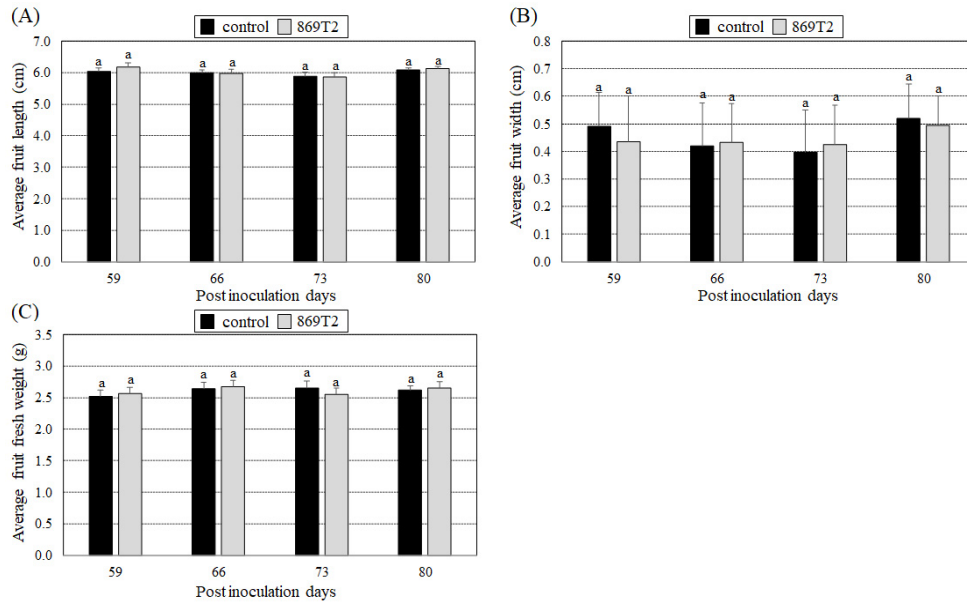 (A)
control 869T2
Average fruit length (cm)
7.0
6.0
5.0
4.0
3.0
2.0
1.0
0.0
a a a a a a a a
59 66 73 80
Post inoculation days
(B)
control 869T2
Average fruit width (cm)
0.8
0.7
0.6
0.5
0.4
0.3
0.2
0.1
0.0
a a a a a a a a
59 66 73 80
Post inoculation days
(C)
control 869T2
Average fruit fresh weight (g)
3.5
3.0
2.5
2.0
1.5
1.0
0.5
0.0
a a a a a a a a
59 66 73 80
Post inoculation days